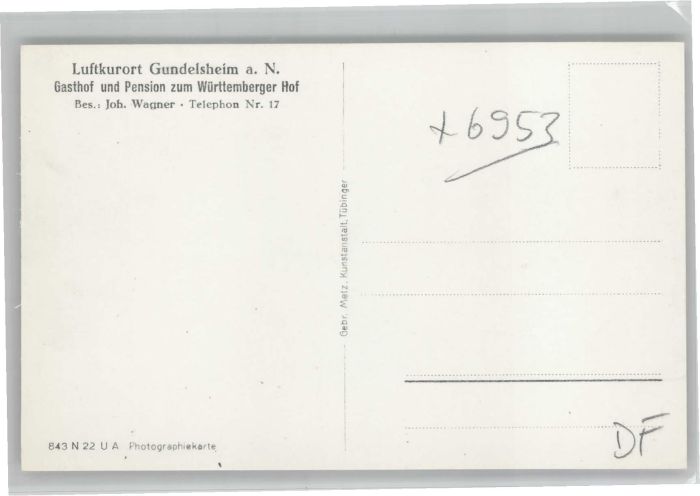 Luftkurort Gundelsheim a. N.
Gasthof und Pension zum Württemberger Hof
Bes.: Joh. Wagner · Telephon Nr. 17
+6953
Gebr. Metz, Kunstanstalt, Tübingen
843 N 22 U A Photographiekarte
DF